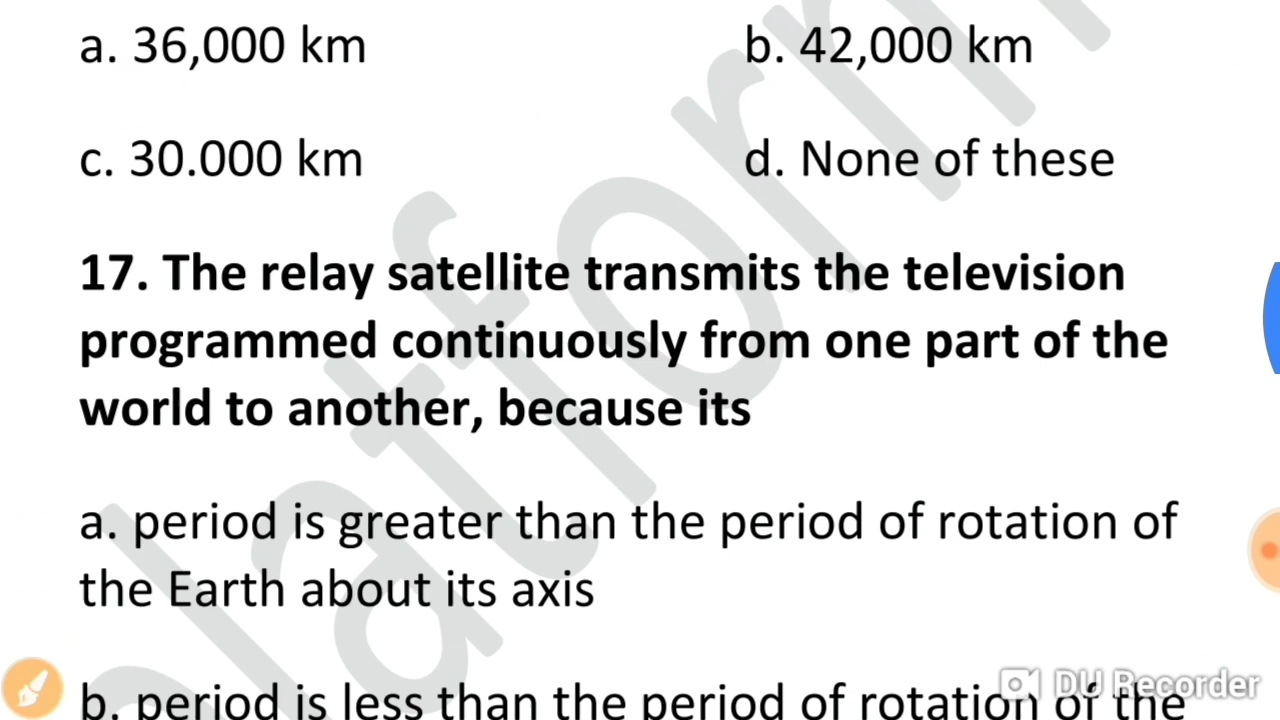 a. 36,000 km b. 42,000 km
c. 30.000 km d. None of these
17. The relay satellite transmits the television
programmed continuously from one part of the
world to another, because its
a. period is greater than the period of rotation of
the Earth about its axis
b. period is less than the period of rotation of the
DU Recorder